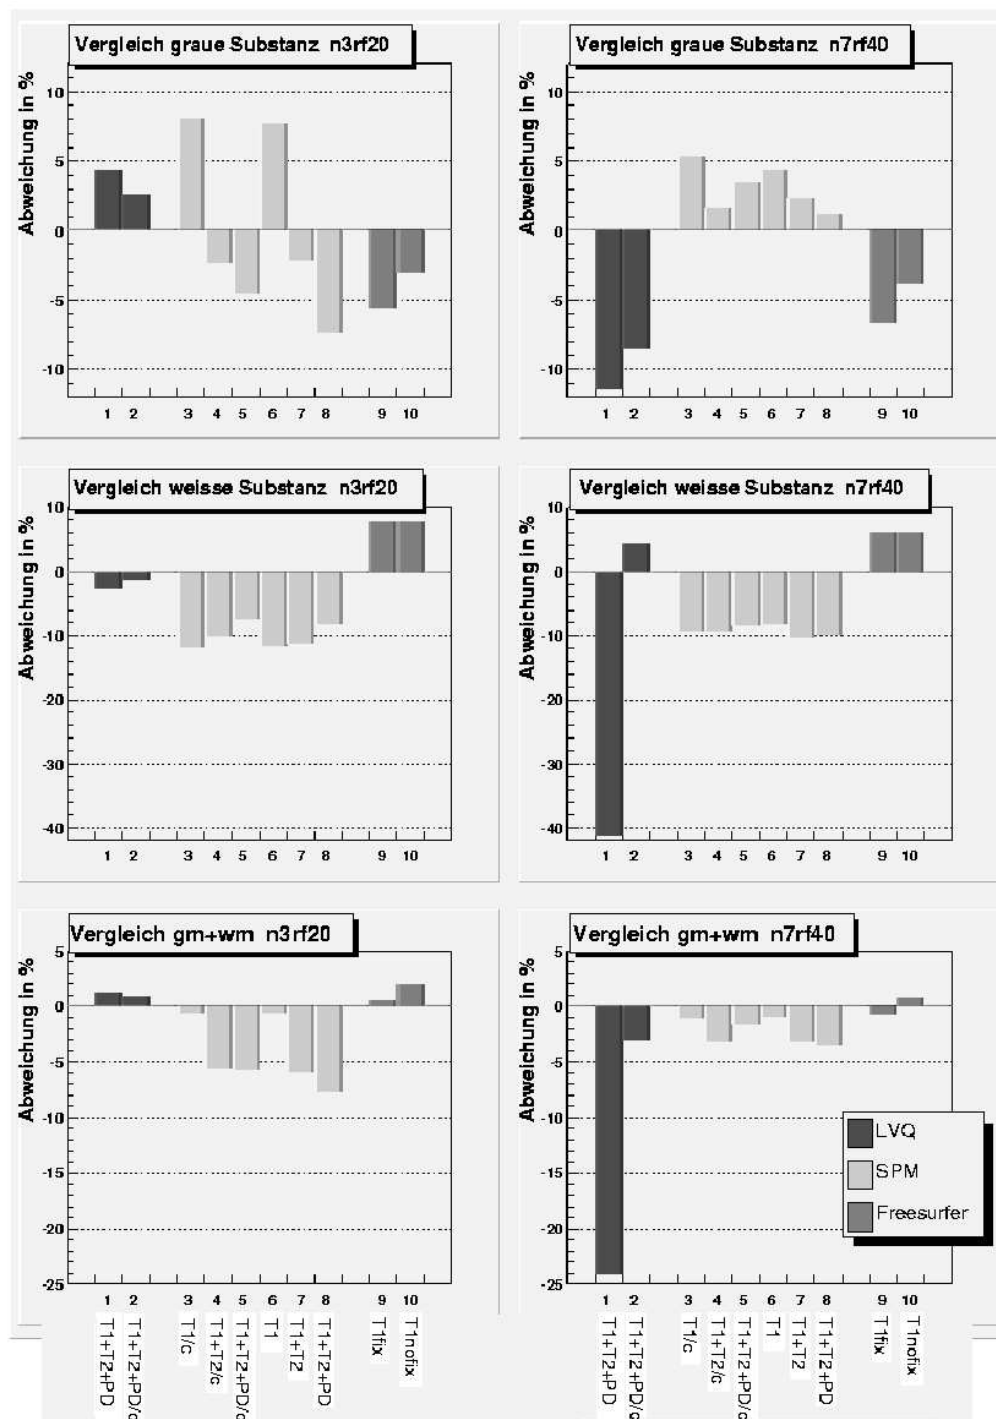 Vergleich graue Substanz n3rf20
Abweichung in %
10
5
0
-5
-10
1 2 3 4 5 6 7 8 9 10
Vergleich graue Substanz n7rf40
Abweichung in %
10
5
0
-5
-10
1 2 3 4 5 6 7 8 9 10
Vergleich weisse Substanz n3rf20
Abweichung in %
10
0
-10
-20
-30
-40
1 2 3 4 5 6 7 8 9 10
Vergleich weisse Substanz n7rf40
Abweichung in %
10
0
-10
-20
-30
-40
1 2 3 4 5 6 7 8 9 10
Vergleich gm+wm n3rf20
Abweichung in %
5
0
-5
-10
-15
-20
-25
1 2 3 4 5 6 7 8 9 10
T1+T2+PD
T1+T2+PD/c
T1/c
T1+T2/c
T1+T2+PD/c
T1
T1+T2
T1+T2+PD
T1fix
T1nofix
Vergleich gm+wm n7rf40
Abweichung in %
5
0
-5
-10
-15
-20
-25
1 2 3 4 5 6 7 8 9 10
T1+T2+PD
T1+T2+PD/c
T1/c
T1+T2/c
T1+T2+PD/c
T1
T1+T2
T1+T2+PD
T1fix
T1nofix
LVQ
SPM
Freesurfer